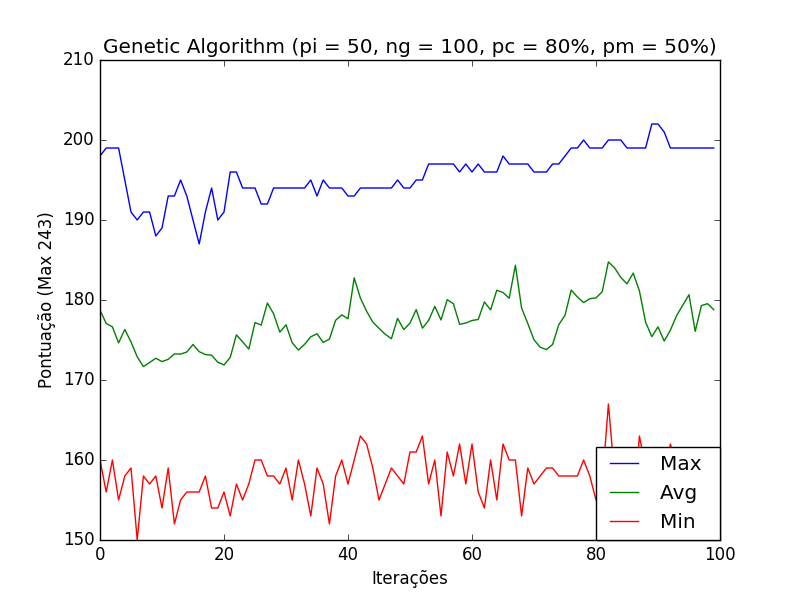 Genetic Algorithm (pi = 50, ng = 100, pc = 80%, pm = 50%)
210
200
190
180
170
160
150
Pontuação (Max 243)
0 20 40 60 80 100
Iterações
Max
Avg
Min